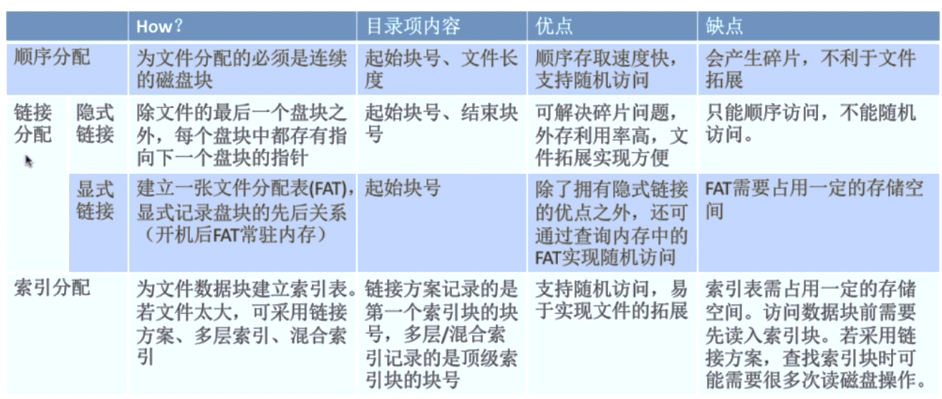 How？ 目录项内容 优点 缺点
顺序分配
为文件分配的必须是连续
的磁盘块
起始块号、文件长
度
顺序存取速度快，
支持随机访问
会产生碎片，不利于文件
拓展
链接
分配
隐式
链接
除文件的最后一个盘块之
外，每个盘块中都存有指
向下一个盘块的指针
起始块号、结束块
号
可解决碎片问题，
外存利用率高，文
件拓展实现方便
只能顺序访问，不能随机
访问。
显式
链接
建立一张文件分配表(FAT)，
显式记录盘块的先后关系
（开机后FAT常驻内存）
起始块号
除了拥有隐式链接
的优点之外，还可
通过查询内存中的
FAT实现随机访问
FAT需要占用一定的存储空
间
索引分配
为文件数据块建立索引表。
若文件太大，可采用链接
方案、多层索引、混合索
引
链接方案记录的是
第一个索引块的块
号，多层/混合索
引记录的是顶级索
引块的块号
支持随机访问，易
于实现文件的拓展
索引表需占用一定的存储
空间。访问数据块前需要
先读入索引块。若采用链
接方案，查找索引块时可
能需要很多次读磁盘操作。